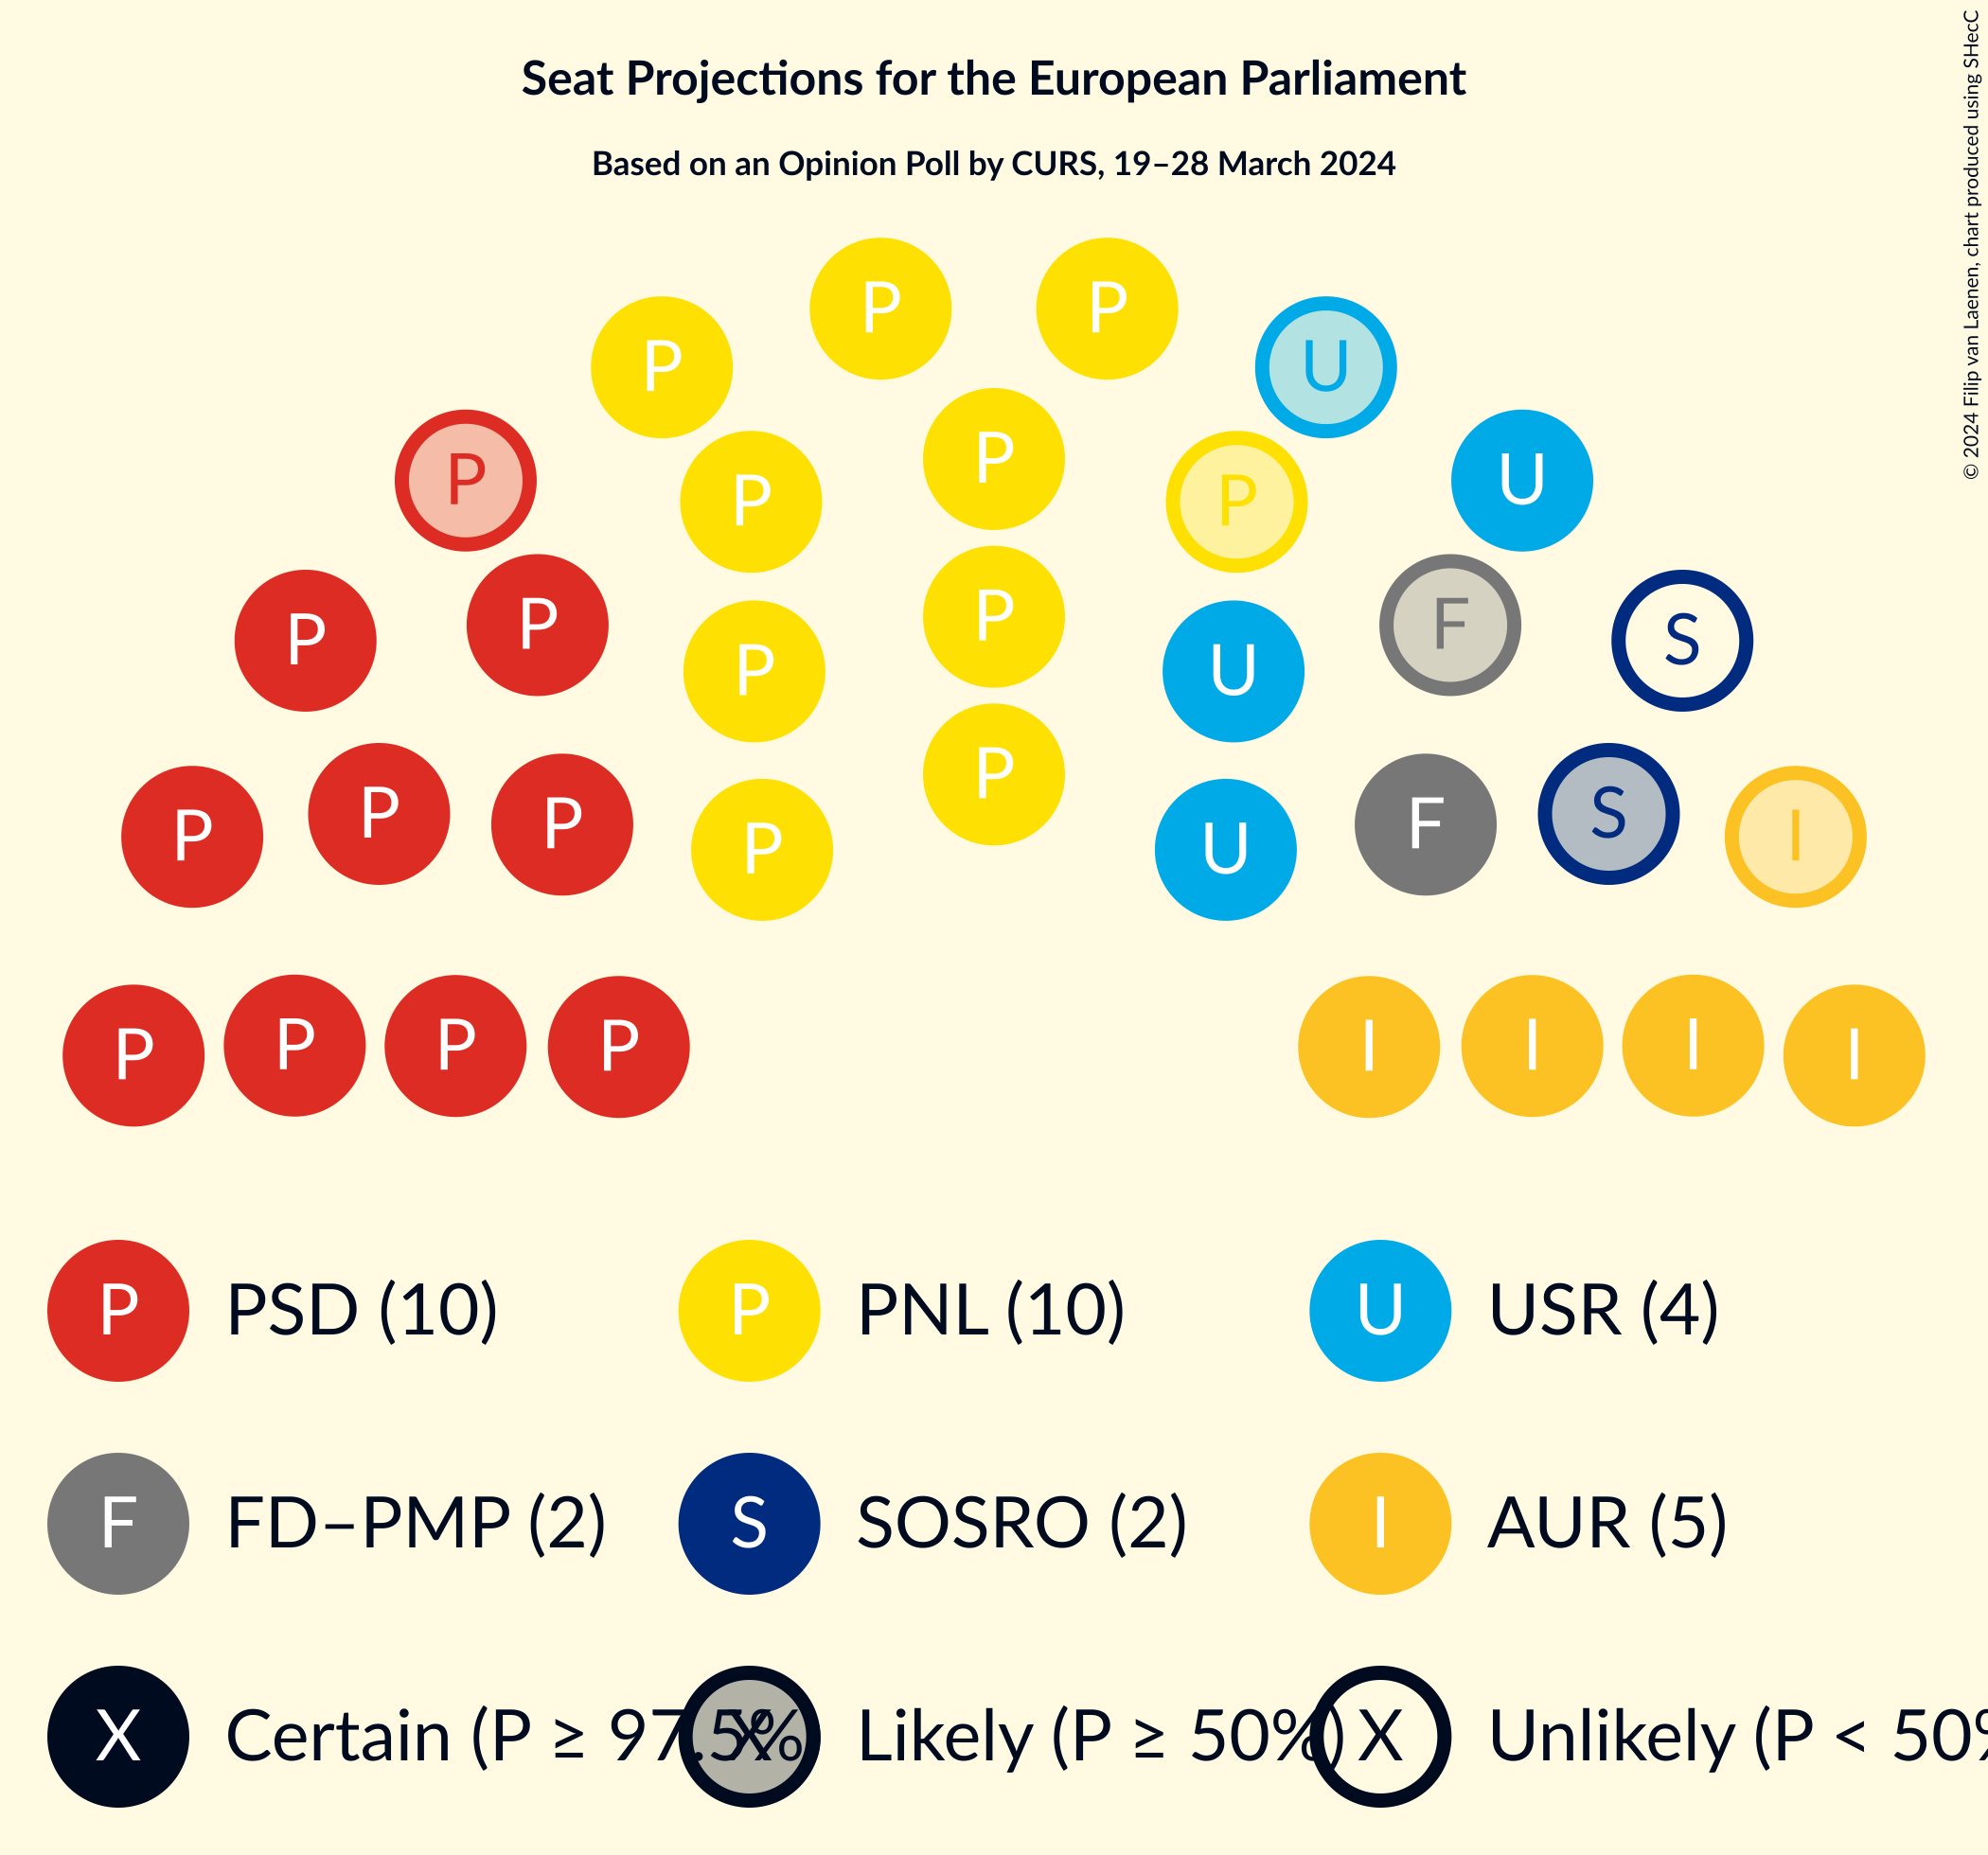 Seat Projections for the European Parliament
Based on an Opinion Poll by CURS, 19–28 March 2024
© 2024 Filip van Laenen, chart produced using SHecC
P P
P U
P P U
P P P
P P F S
P P U
P P P F S I
P P U
P P P P I I I I
P PSD (10) P PNL (10) U USR (4)
F FD–PMP (2) S SOSRO (2) I AUR (5)
X Certain (P ≥ 97.5% X Likely (P ≥ 50%) X Unlikely (P < 50%